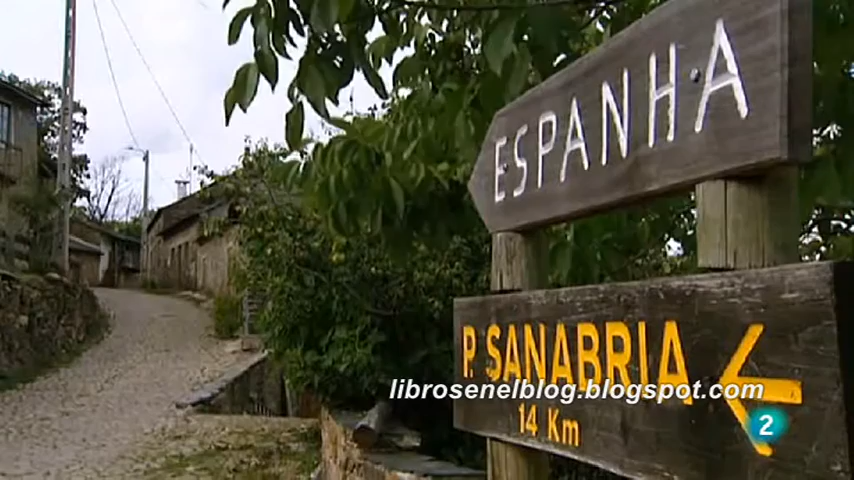 ESPANhA
P. SANABRIA
14 Km
librosenelblog.blogspot.com
2